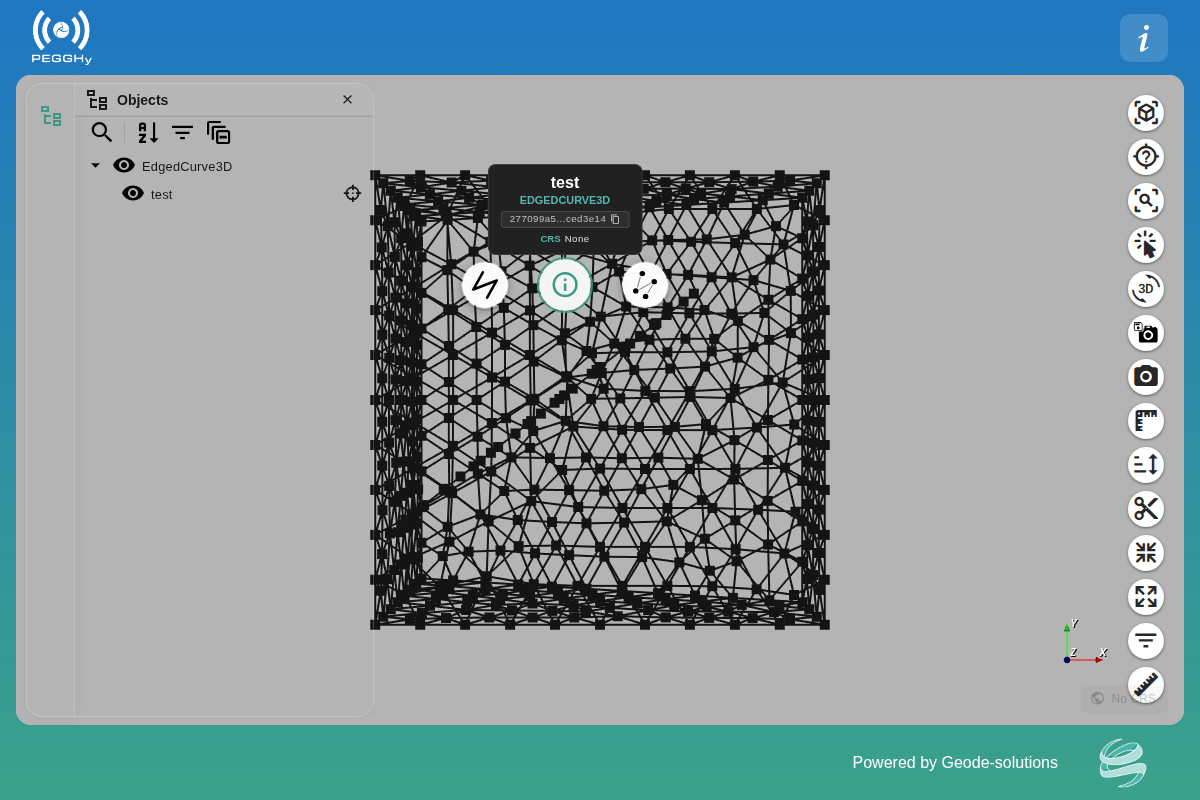 PEGGHy
i
Objects
A
Z
EdgedCurve3D
test
test
EDGEDCURVE3D
277099a5...ced3e14
CRS None
3D
Y
Z X
No CRS
Powered by Geode-solutions